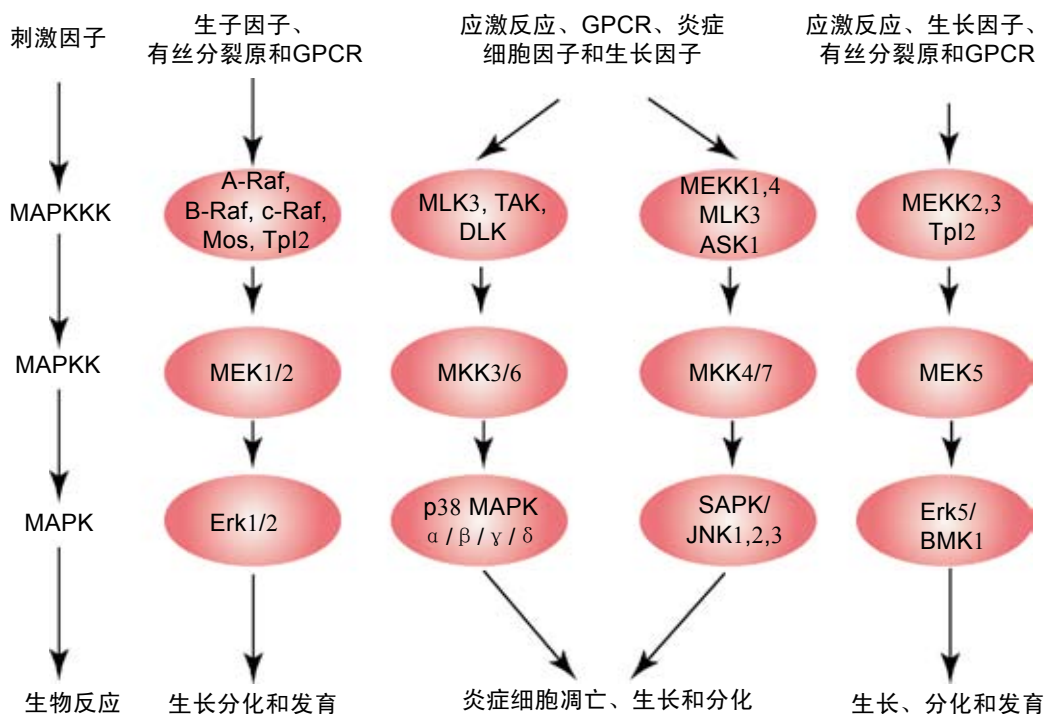 刺激因子
生子因子、
有丝分裂原和GPCR
应激反应、GPCR、炎症
细胞因子和生长因子
应激反应、生长因子、
有丝分裂原和GPCR
MAPKKK
A-Raf,
B-Raf, c-Raf,
Mos, Tpl2
MLK3, TAK,
DLK
MEKK1,4
MLK3
ASK1
MEKK2,3
Tpl2
MAPKK
MEK1/2
MKK3/6
MKK4/7
MEK5
MAPK
Erk1/2
p38 MAPK
α/β/γ/δ
SAPK/
JNK1,2,3
Erk5/
BMK1
生物反应
生长分化和发育
炎症细胞凋亡、生长和分化
生长、分化和发育